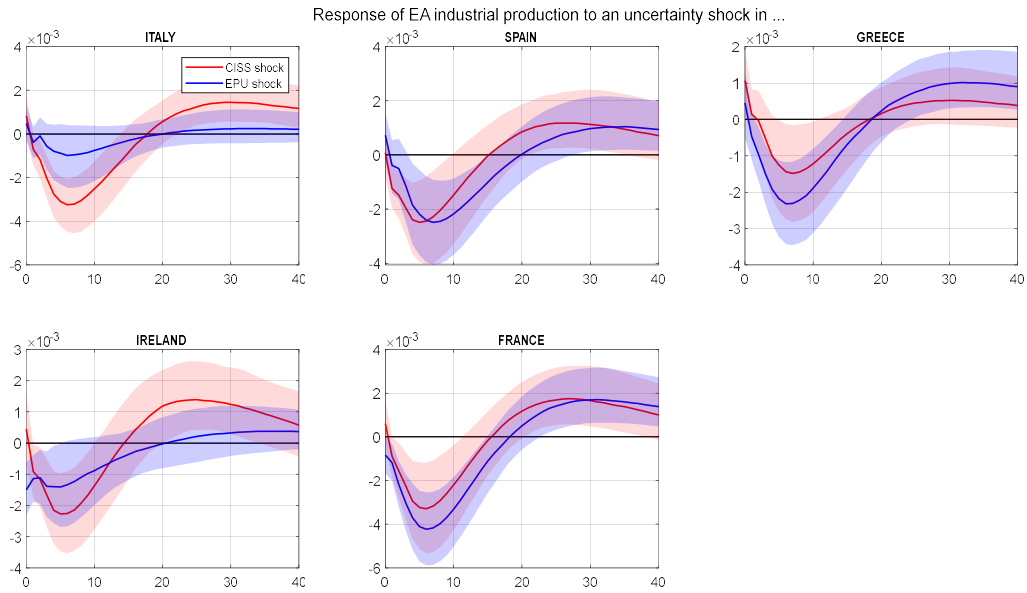 Response of EA industrial production to an uncertainty shock in ...
×10-3 ITALY
4
2
0
-2
-4
-6
0 10 20 30 40
CISS shock
EPU shock
×10-3 SPAIN
4
2
0
-2
-4
0 10 20 30 40
×10-3 GREECE
2
1
0
-1
-2
-3
-4
0 10 20 30 40
×10-3 IRELAND
3
2
1
0
-1
-2
-3
-4
0 10 20 30 40
×10-3 FRANCE
4
2
0
-2
-4
-6
0 10 20 30 40